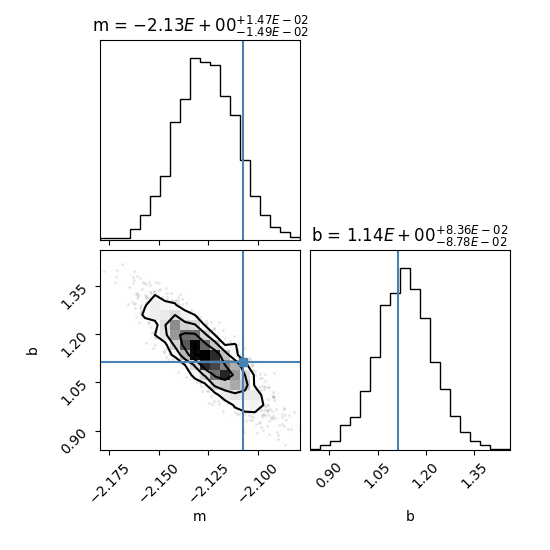 m = −2.13E + 00 +1.47E − 02 −1.49E − 02
b = 1.14E + 00 +8.36E − 02 −8.78E − 02
b
1.35
1.20
1.05
0.90
−2.175 −2.150 −2.125 −2.100
m
0.90 1.05 1.20 1.35
b